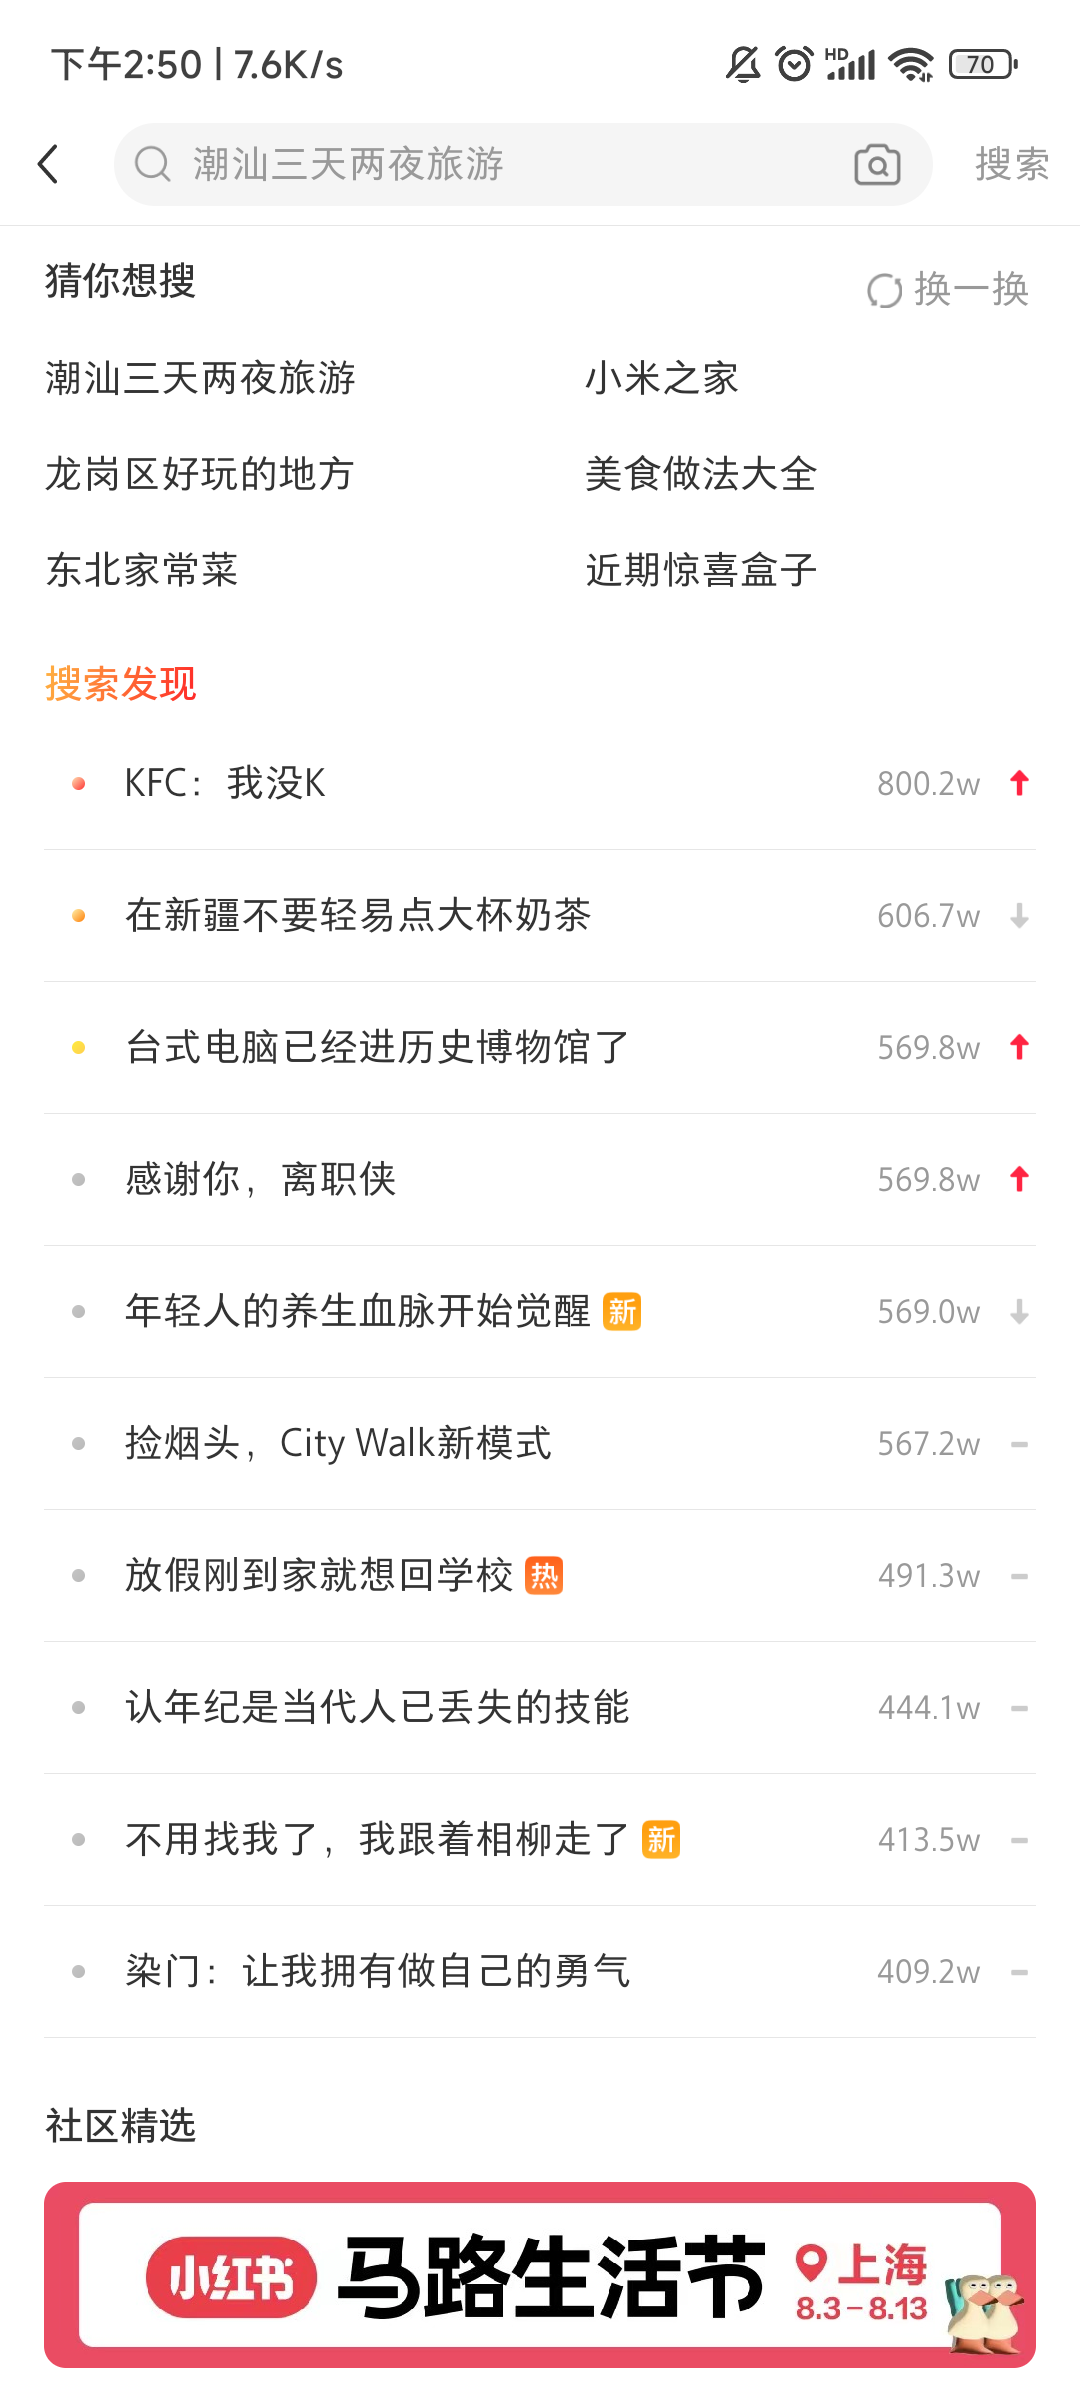 下午2:50 | 7.6K/s
HD
70
潮汕三天两夜旅游
搜索
猜你想搜
换一换
潮汕三天两夜旅游
小米之家
龙岗区好玩的地方
美食做法大全
东北家常菜
近期惊喜盒子
搜索发现
KFC：我没K 800.2w
在新疆不要轻易点大杯奶茶 606.7w
台式电脑已经进历史博物馆了 569.8w
感谢你，离职侠 569.8w
年轻人的养生血脉开始觉醒 新 569.0w
捡烟头，City Walk新模式 567.2w
放假刚到家就想回学校 热 491.3w
认年纪是当代人已丢失的技能 444.1w
不用找我了，我跟着相柳走了 新 413.5w
染门：让我拥有做自己的勇气 409.2w
社区精选
小红书
马路生活节
上海
8.3-8.13